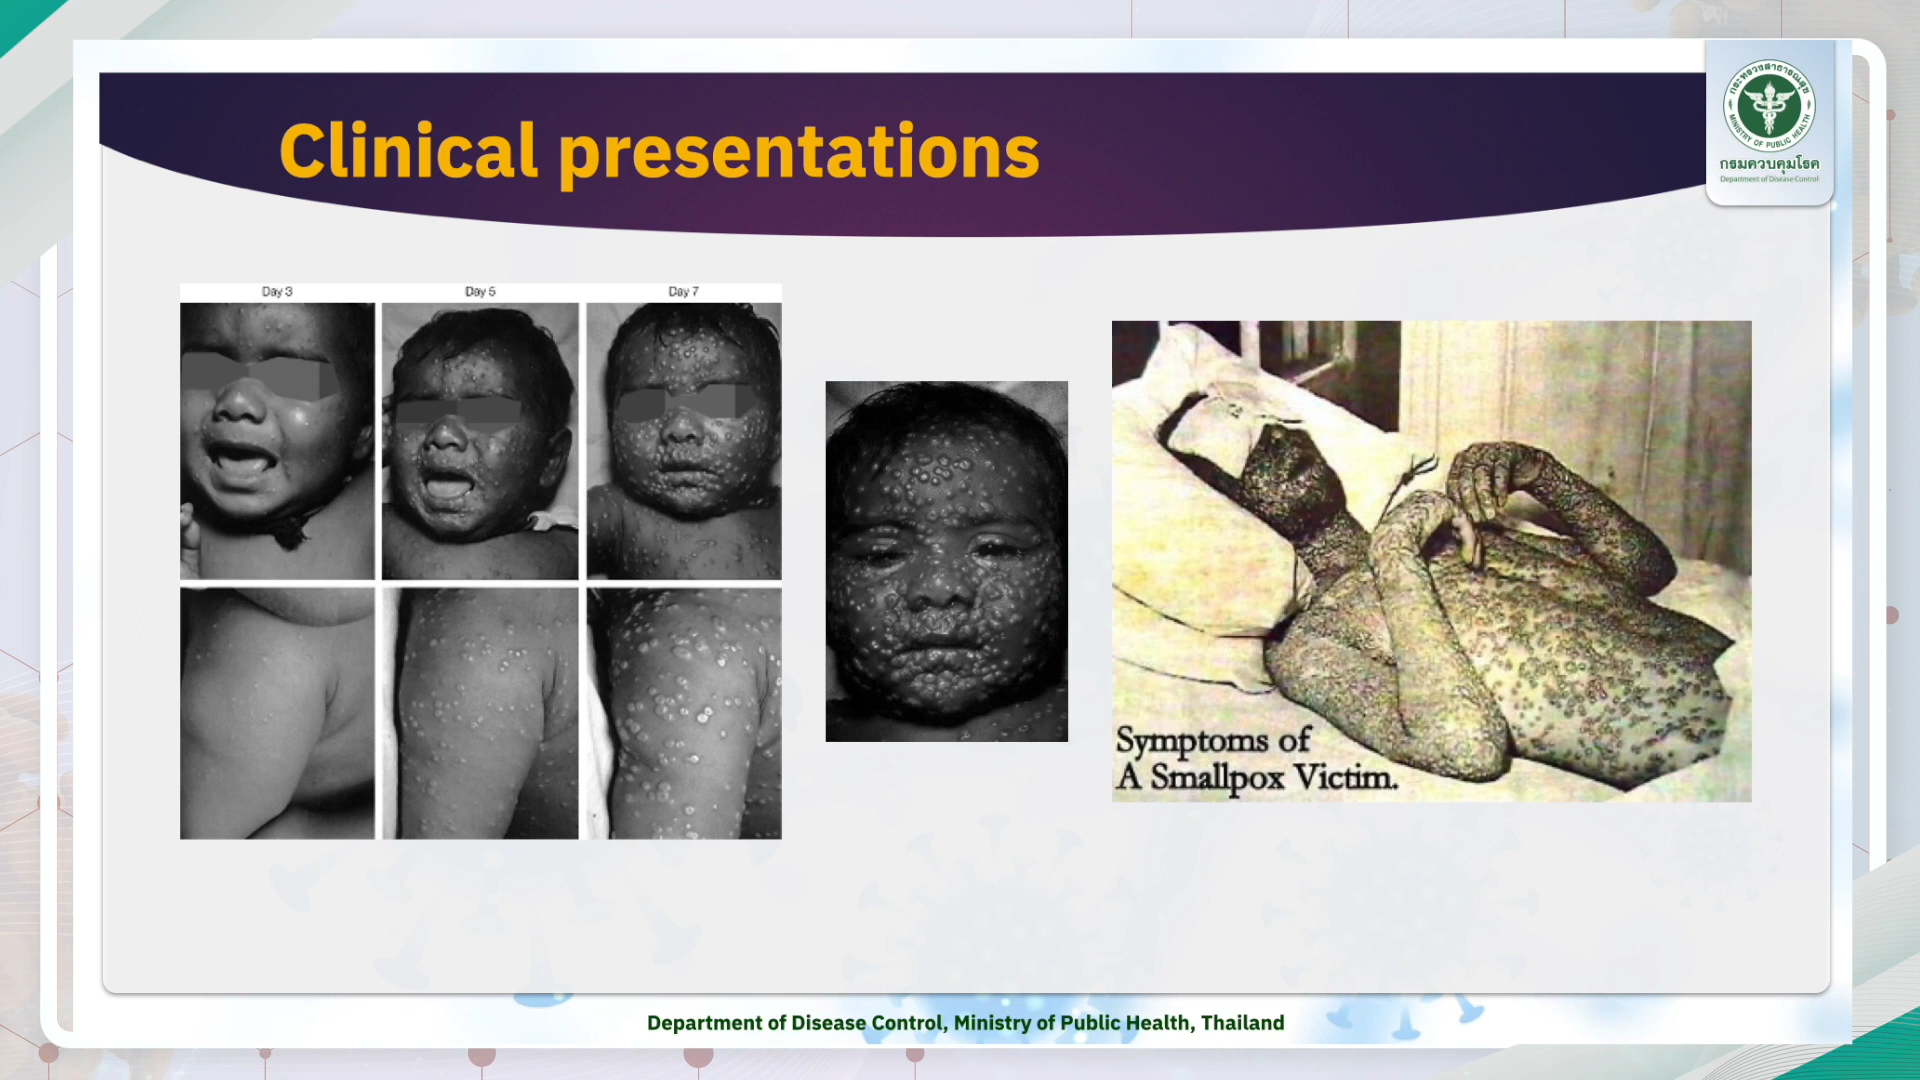 Clinical presentations
กระทรวงสาธารณสุข
MINISTRY OF PUBLIC HEALTH
กรมควบคุมโรค
Department of Disease Control
Day 3
Day 5
Day 7
Symptoms of
A Smallpox Victim.
Department of Disease Control, Ministry of Public Health, Thailand